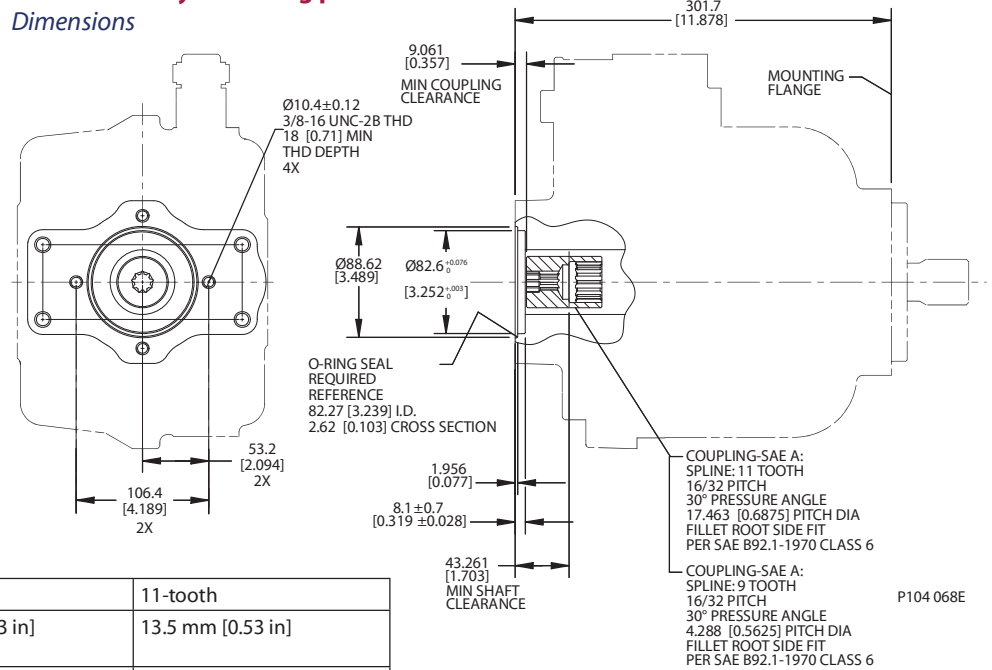 Dimensions
301.7
[11.878]
9.061
[0.357]
MIN COUPLING
CLEARANCE
MOUNTING
FLANGE
Ø10.4±0.12
3/8-16 UNC-2B THD
18 [0.71] MIN
THD DEPTH
4X
Ø88.62
[3.489]
Ø82.6 +0.076 0
[3.252 +.003 0]
O-RING SEAL
REQUIRED
REFERENCE
82.27 [3.239] I.D.
2.62 [0.103] CROSS SECTION
53.2
[2.094]
2X
106.4
[4.189]
2X
1.956
[0.077]
8.1 ±0.7
[0.319 ±0.028]
43.261
[1.703]
MIN SHAFT
CLEARANCE
COUPLING-SAE A:
SPLINE: 11 TOOTH
16/32 PITCH
30° PRESSURE ANGLE
17.463 [0.6875] PITCH DIA
FILLET ROOT SIDE FIT
PER SAE B92.1-1970 CLASS 6
COUPLING-SAE A:
SPLINE: 9 TOOTH
16/32 PITCH
30° PRESSURE ANGLE
4.288 [0.5625] PITCH DIA
FILLET ROOT SIDE FIT
PER SAE B92.1-1970 CLASS 6
P104 068E
11-tooth
in] 13.5 mm [0.53 in]